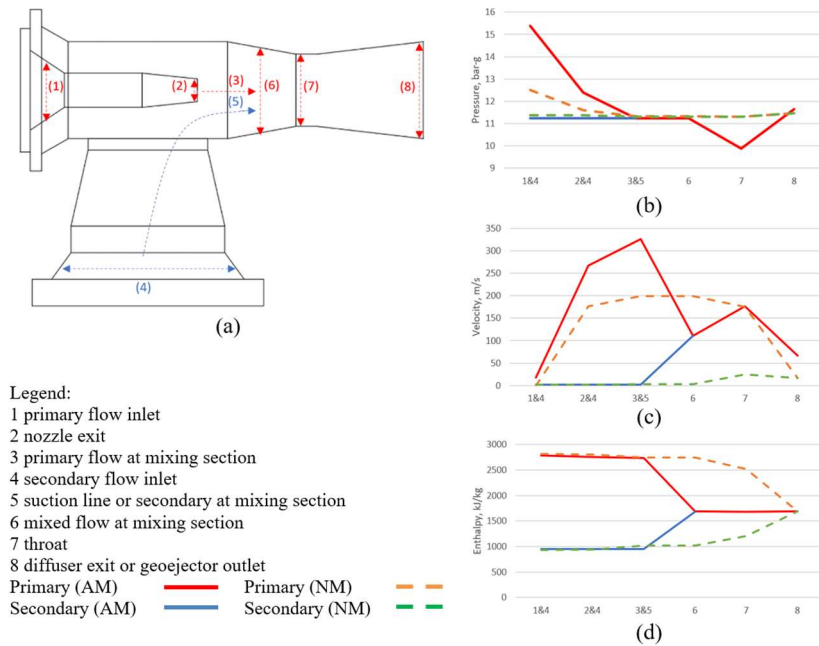 (1)
(2)
(3)
(5)
(6)
(7)
(8)
(4)
(a)
Pressure, bar-g
16
15
14
13
12
11
10
9
1&4
2&4
3&5
6
7
8
(b)
Velocity, m/s
350
300
250
200
150
100
50
0
1&4
2&4
3&5
6
7
8
(c)
Enthalpy, kJ/kg
3000
2500
2000
1500
1000
500
0
1&4
2&4
3&5
6
7
8
(d)
Legend:
1 primary flow inlet
2 nozzle exit
3 primary flow at mixing section
4 secondary flow inlet
5 suction line or secondary at mixing section
6 mixed flow at mixing section
7 throat
8 diffuser exit or geoejector outlet
Primary (AM) Primary (NM)
Secondary (AM) Secondary (NM)